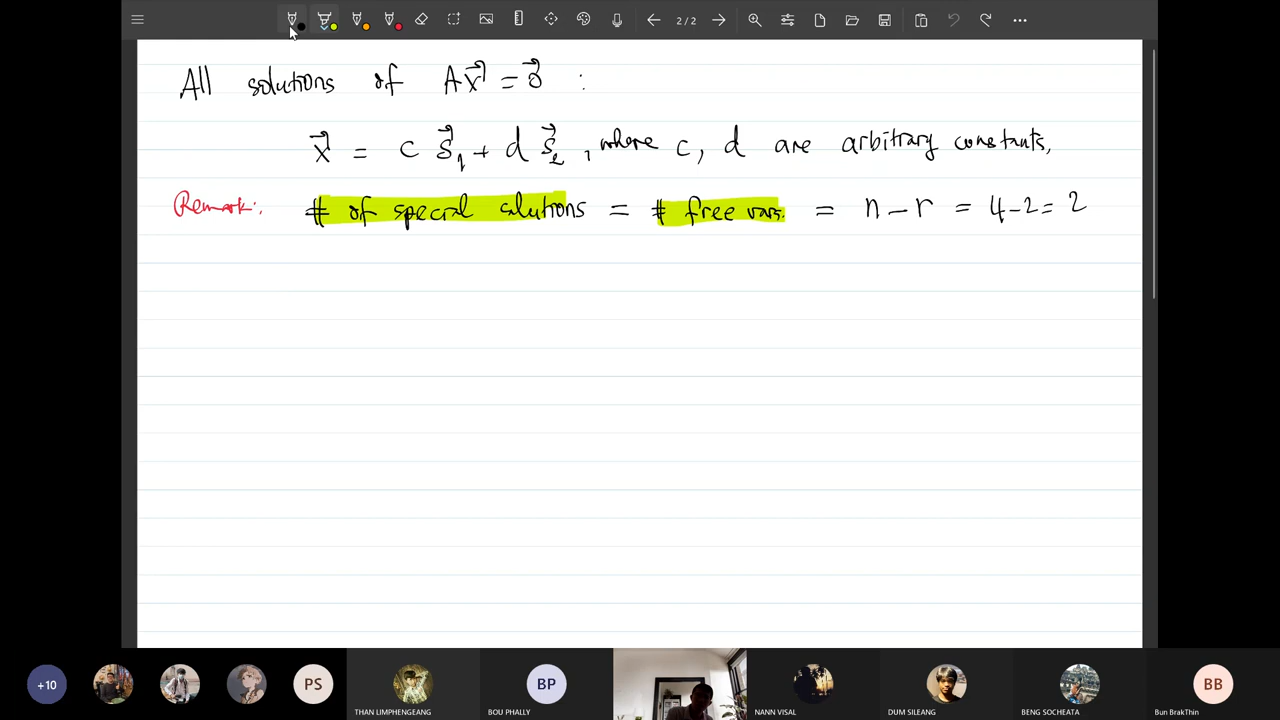 2/2
All solutions of Ax⃗ = 0⃗ :
x⃗ = c s⃗₁ + d s⃗₂, where c, d are arbitrary constants,
Remark: # of special solutions = # free vars. = n - r = 4-2 = 2
+10
PS
BP
BB
THAN LIMPHENGEANG
BOU PHALLY
NANN VISAL
DUM SILEANG
BENG SOCHEATA
Bun BrakThin